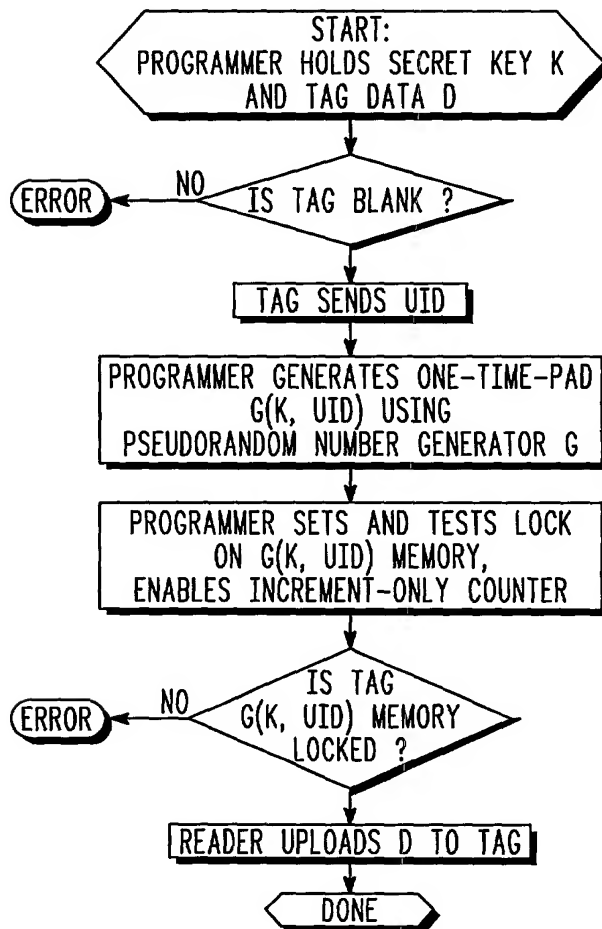 START:
PROGRAMMER HOLDS SECRET KEY K
AND TAG DATA D
NO
ERROR
IS TAG BLANK ?
TAG SENDS UID
PROGRAMMER GENERATES ONE-TIME-PAD
G(K, UID) USING
PSEUDORANDOM NUMBER GENERATOR G
PROGRAMMER SETS AND TESTS LOCK
ON G(K, UID) MEMORY,
ENABLES INCREMENT-ONLY COUNTER
IS TAG
G(K, UID) MEMORY
LOCKED ?
NO
ERROR
READER UPLOADS D TO TAG
DONE